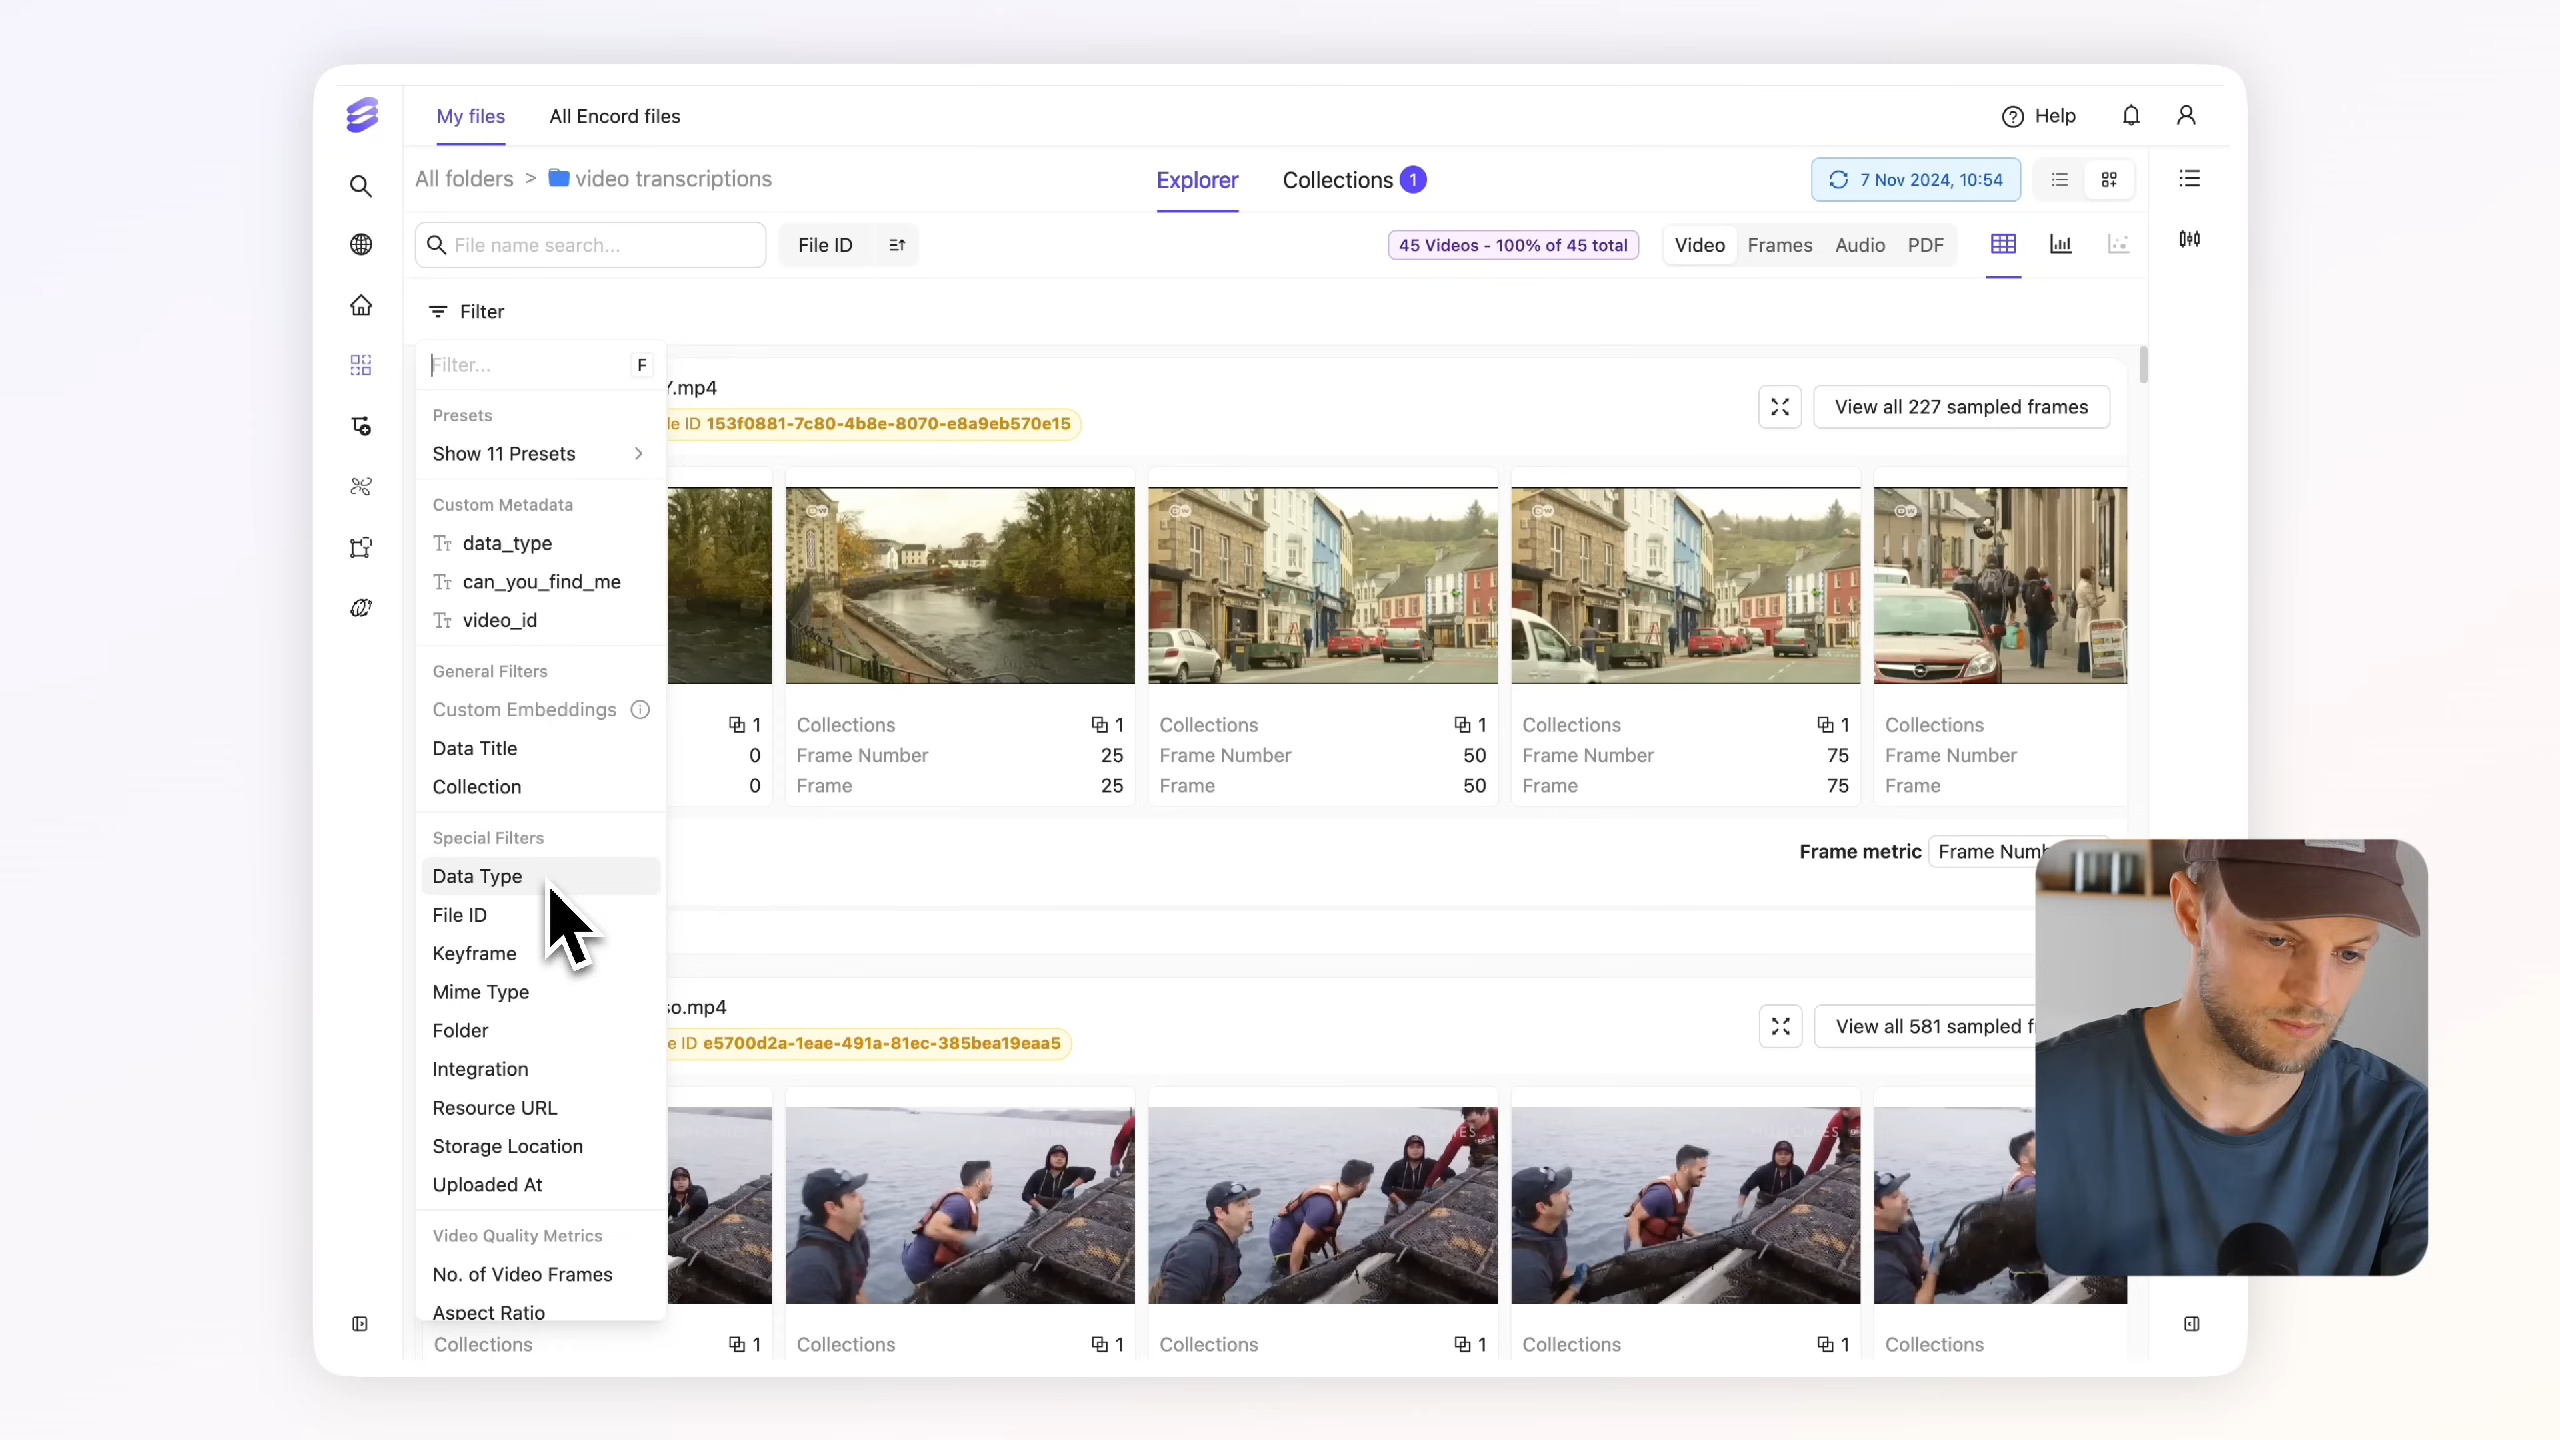 My files
All Encord files
Help
All folders > video transcriptions
Explorer
Collections 1
7 Nov 2024, 10:54
File name search...
File ID
45 Videos - 100% of 45 total
Video
Frames
Audio
PDF
Filter
Filter...
F
Presets
Show 11 Presets
Custom Metadata
data_type
can_you_find_me
video_id
General Filters
Custom Embeddings
Data Title
Collection
Special Filters
Data Type
File ID
Keyframe
Mime Type
Folder
Integration
Resource URL
Storage Location
Uploaded At
Video Quality Metrics
No. of Video Frames
Aspect Ratio
.mp4
ID 153f0881-7c80-4b8e-8070-e8a9eb570e15
View all 227 sampled frames
DW
DW
DW
DW
1
0
0
Collections 1
Frame Number 25
Frame 25
Collections 1
Frame Number 50
Frame 50
Collections 1
Frame Number 75
Frame 75
Collections
Frame Number
Frame
Frame metric
Frame Numb
so.mp4
ID e5700d2a-1eae-491a-81ec-385bea19eaa5
View all 581 sampled
Collections 1
Collections 1
Collections 1
Collections 1
Collections